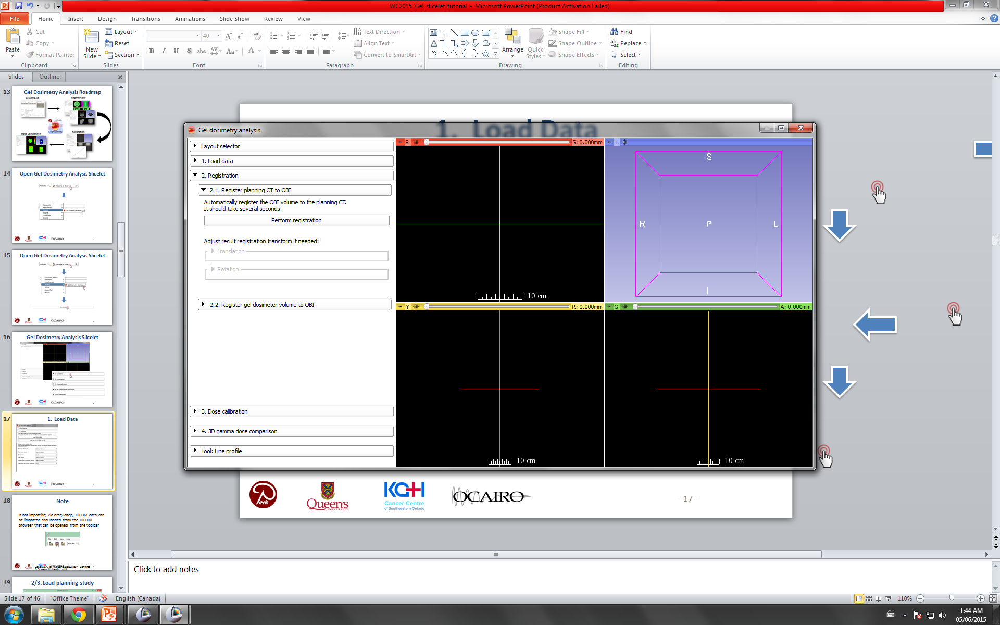 WC2015_Gel_slicelet_tutorial - Microsoft PowerPoint (Product Activation Failed)
File Home Insert Design Transitions Animations Slide Show Review View
Paste
Cut
Copy
Format Painter
Clipboard
New Slide
Layout
Reset
Section
Slides
40
Font
Text Direction
Align Text
Convert to SmartArt
Paragraph
Arrange
Quick Styles
Shape Fill
Shape Outline
Shape Effects
Drawing
Find
Replace
Select
Editing
Slides Outline
13
Gel Dosimetry Analysis Roadmap
Data Import
Registration
Dose Comparison
Calibration
14
Open Gel Dosimetry Analysis Slicelet
15
Open Gel Dosimetry Analysis Slicelet
16
Gel Dosimetry Analysis Slicelet
17
1. Load Data
18
Note
If not importing via drag&drop, DICOM data can
be imported and loaded from the DICOM
browser that can be opened from the toolbar
19
2/3. Load planning study
1. Load Data
Gel dosimetry analysis
Layout selector
1. Load data
2. Registration
2.1. Register planning CT to OBI
Automatically register the OBI volume to the planning CT.
It should take several seconds.
Perform registration
Adjust result registration transform if needed:
Translation
Rotation
2.2. Register gel dosimeter volume to OBI
3. Dose calibration
4. 3D gamma dose comparison
Tool: Line profile
R S: 0.000mm
10 cm
1
S
R P L
I
Y R: 0.000mm
10 cm
G A: 0.000mm
10 cm
Perk
Queen's
UNIVERSITY
KGH
Cancer Centre
of Southeastern Ontario
OCAIRO
- 17 -
Click to add notes
Slide 17 of 46 "Office Theme" English (Canada) 110%
1:44 AM
05/06/2015